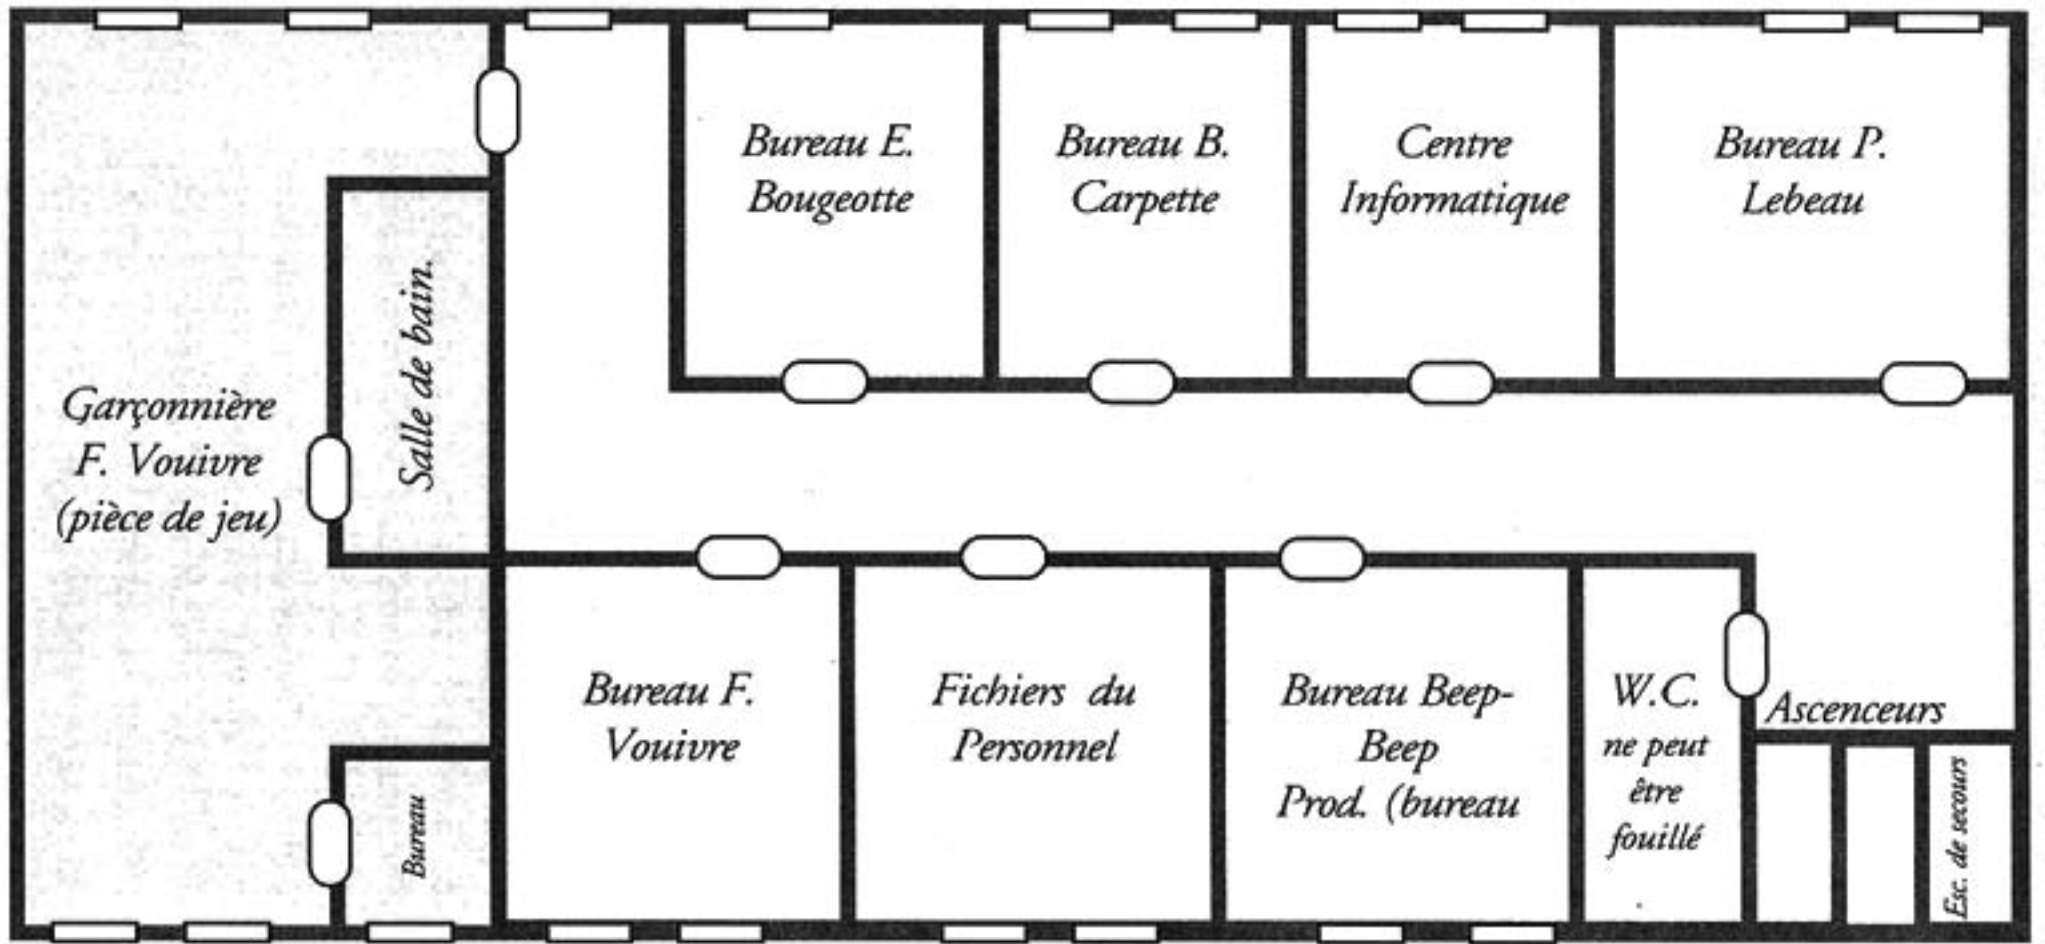 Bureau E.
Bougeotte
Bureau B.
Carpette
Centre
Informatique
Bureau P.
Lebeau
Salle de bain.
Garçonnière
F. Vouivre
(pièce de jeu)
Bureau
Bureau F.
Vouivre
Fichiers du
Personnel
Bureau Beep-
Beep
Prod. (bureau
W.C.
ne peut
être
fouillé
Ascenceurs
Esc. de secours